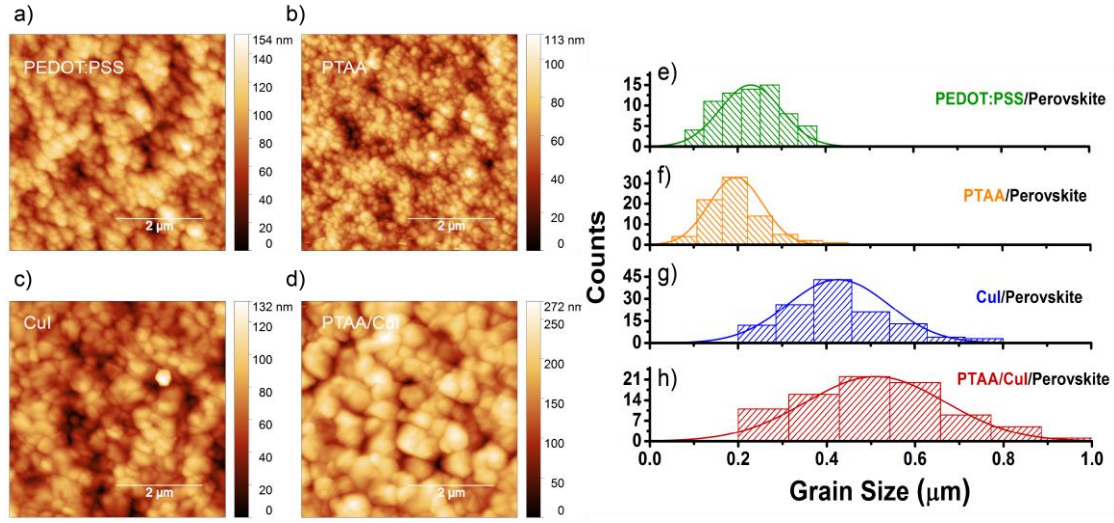 a)
PEDOT:PSS
2 µm
154 nm
140
120
100
80
60
40
20
0
b)
PTAA
2 µm
113 nm
100
80
60
40
20
0
c)
CuI
2 µm
132 nm
120
100
80
60
40
20
0
d)
PTAA/CuI
2 µm
272 nm
250
200
150
100
50
0
Counts
e)
PEDOT:PSS/Perovskite
15
10
5
0
f)
PTAA/Perovskite
30
20
10
0
g)
CuI/Perovskite
45
30
15
0
h)
PTAA/CuI/Perovskite
21
14
7
0
0.0 0.2 0.4 0.6 0.8 1.0
Grain Size (µm)